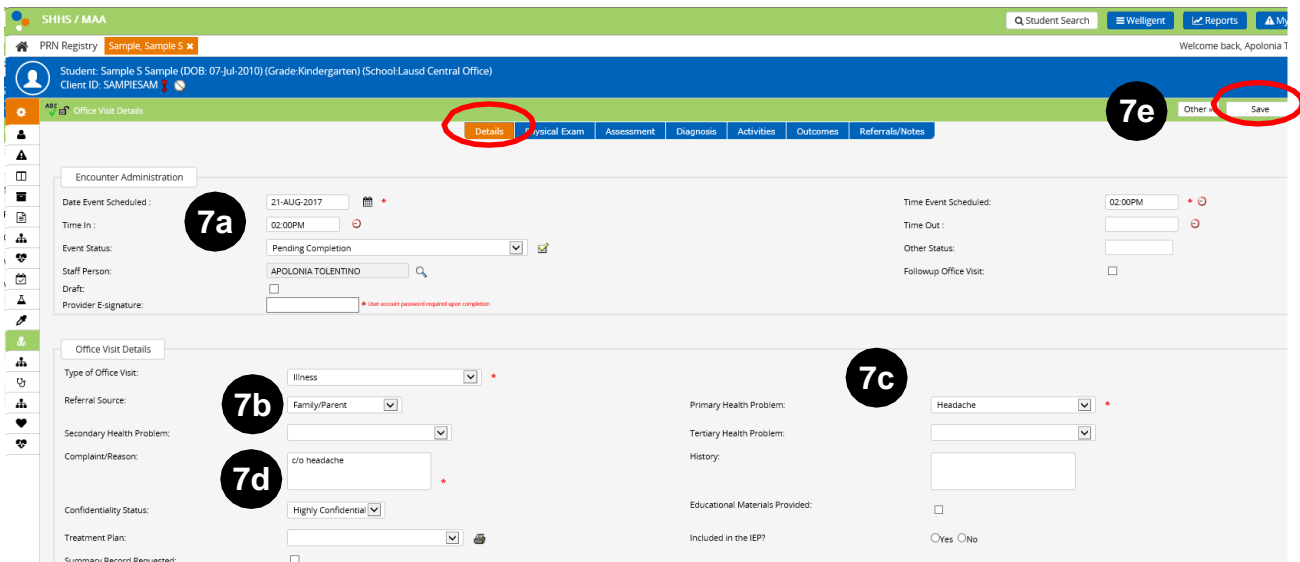 SHHS / MAA
Student Search
Welligent
Reports
My
PRN Registry
Sample, Sample S ×
Welcome back, Apolonia T
Student: Sample S Sample (DOB: 07-Jul-2010) (Grade:Kindergarten) (School:Lausd Central Office)
Client ID: SAMPIESAM
ABC
Office Visit Details
7e
Other »
Save
Details
Physical Exam
Assessment
Diagnosis
Activities
Outcomes
Referrals/Notes
Encounter Administration
7a
Date Event Scheduled :
21-AUG-2017
*
Time Event Scheduled:
02:00PM
*
Time In :
02:00PM
Time Out :
Event Status:
Pending Completion
Other Status:
Staff Person:
APOLONIA TOLENTINO
Followup Office Visit:
Draft:
Provider E-signature:
* User account password required upon completion
Office Visit Details
Type of Office Visit:
Illness
*
7c
Referral Source:
7b
Family/Parent
Primary Health Problem:
Headache
*
Secondary Health Problem:
Tertiary Health Problem:
Complaint/Reason:
7d
c/o headache
*
History:
Confidentiality Status:
Highly Confidential
Educational Materials Provided:
Treatment Plan:
Included in the IEP?
Yes
No
Summary Record Requested: